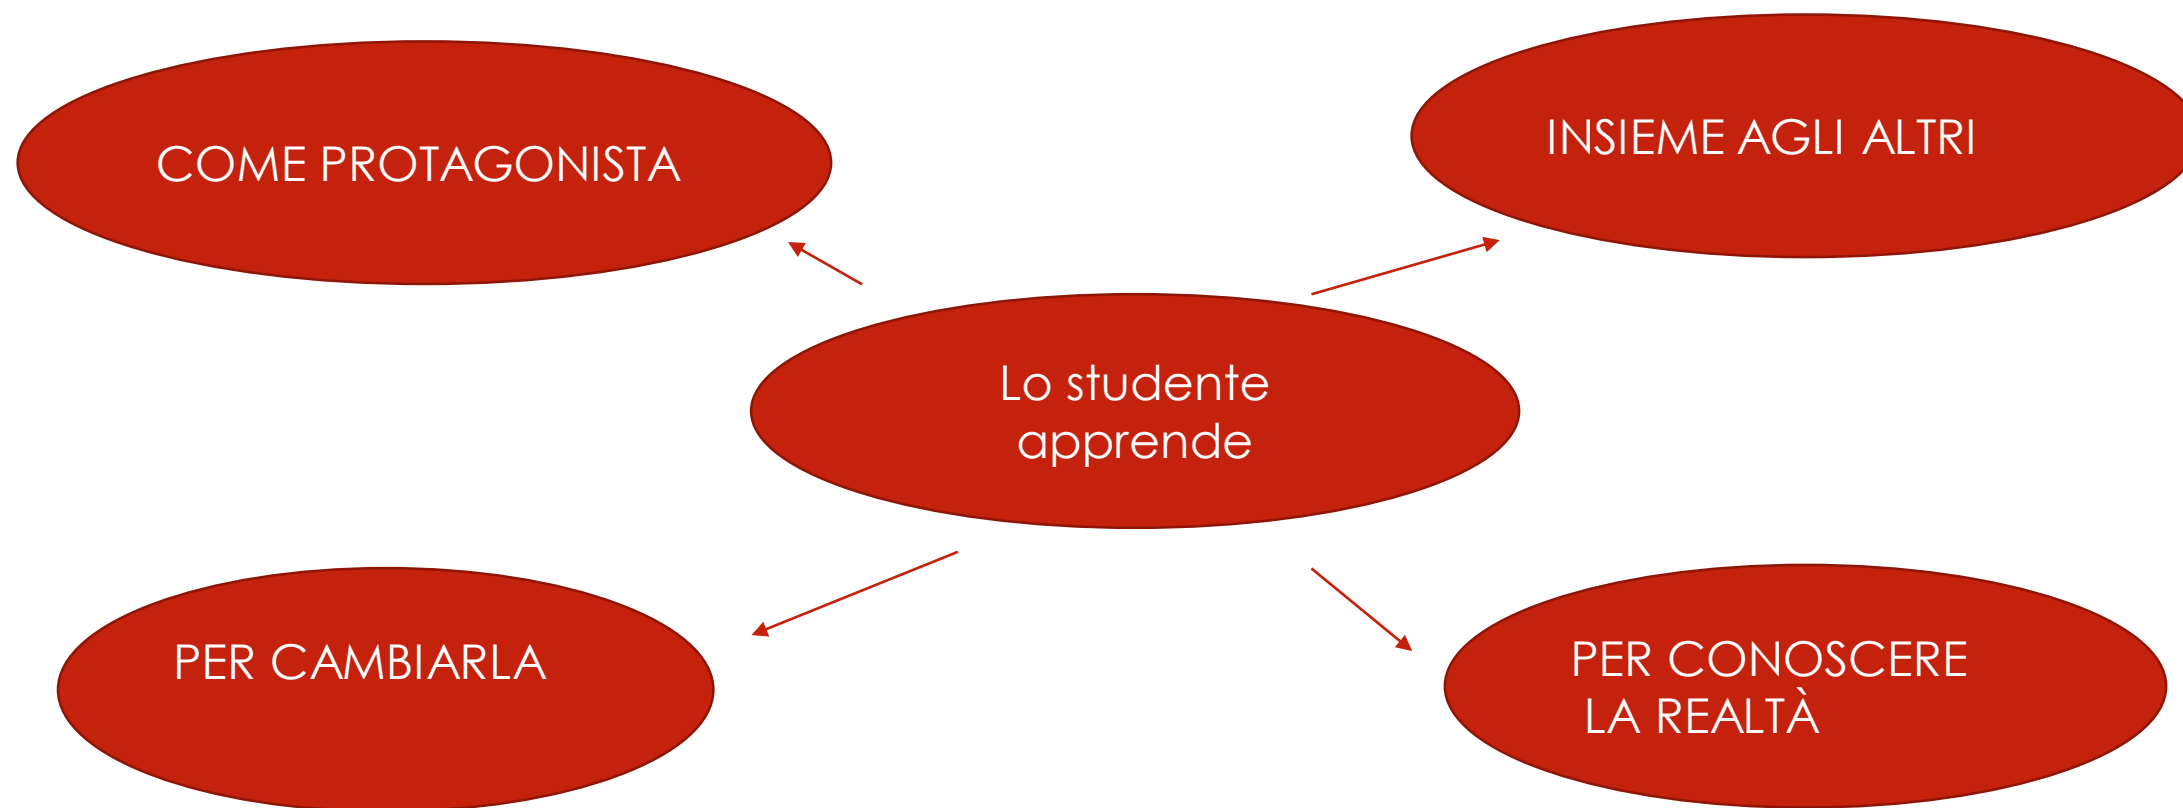 COME PROTAGONISTA
INSIEME AGLI ALTRI
Lo studente
apprende
PER CAMBIARLA
PER CONOSCERE
LA REALTÀ